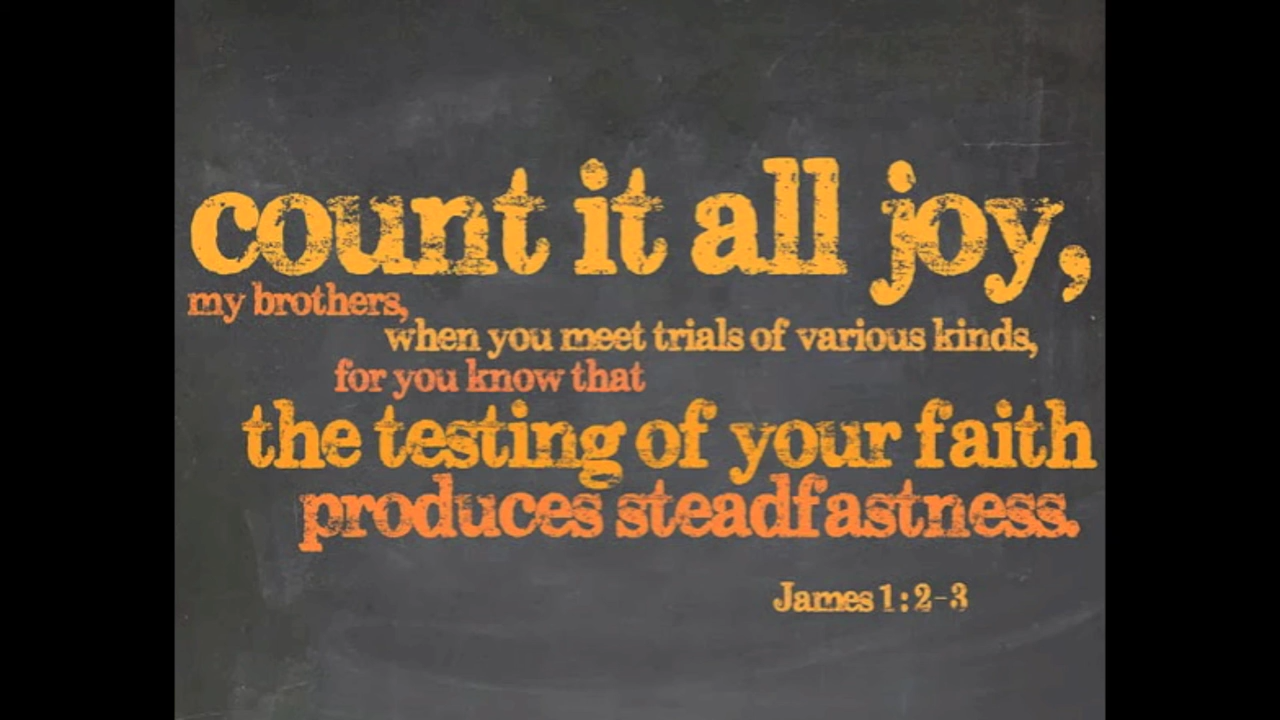 count it all joy,
my brothers,
when you meet trials of various kinds,
for you know that
the testing of your faith
produces steadfastness.
James 1:2-3